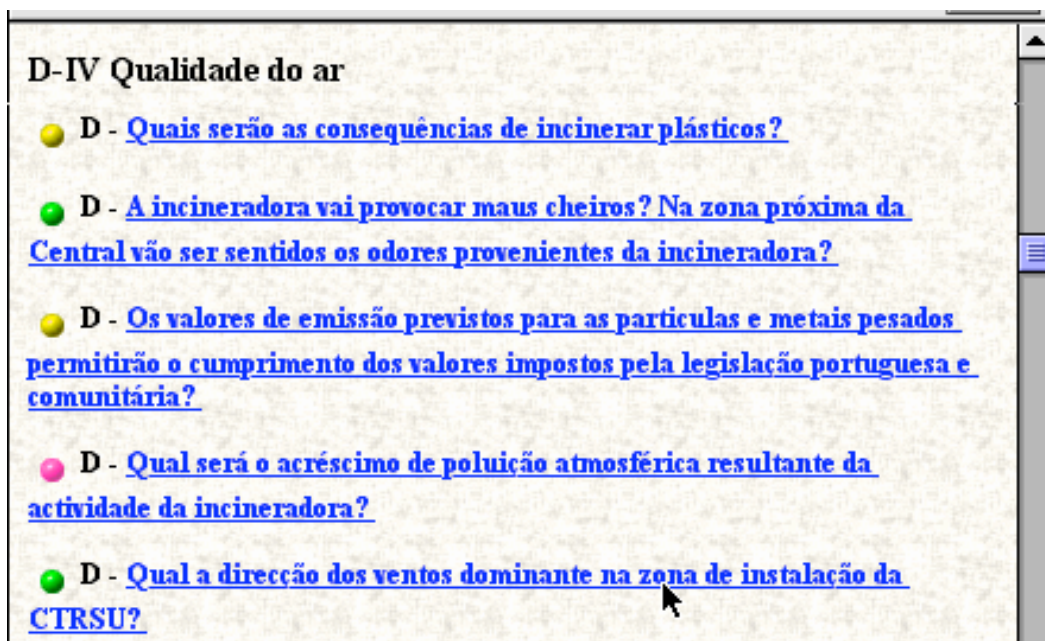 D-IV Qualidade do ar
D - Quais serão as consequências de incinerar plásticos?
D - A incineradora vai provocar maus cheiros? Na zona próxima da
Central vão ser sentidos os odores provenientes da incineradora?
D - Os valores de emissão previstos para as particulas e metais pesados
permitirão o cumprimento dos valores impostos pela legislação portuguesa e
comunitária?
D - Qual será o acréscimo de poluição atmosférica resultante da
actividade da incineradora?
D - Qual a direcção dos ventos dominante na zona de instalação da
CTRSU?